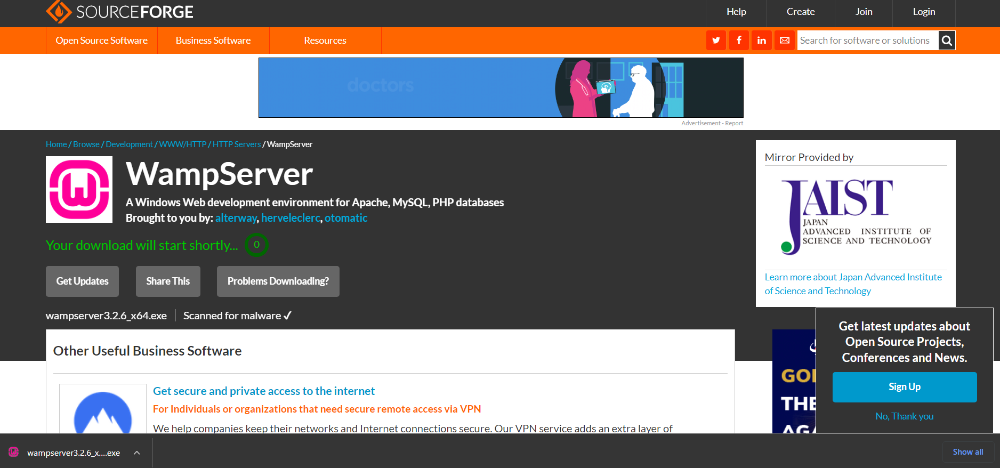 SOURCEFORGE
Help
Create
Join
Login
Open Source Software
Business Software
Resources
Search for software or solutions
doctors
Advertisement - Report
Home / Browse / Development / WWW/HTTP / HTTP Servers / WampServer
WampServer
A Windows Web development environment for Apache, MySQL, PHP databases
Brought to you by: alterway, herveleclerc, otomatic
Your download will start shortly... 0
Get Updates
Share This
Problems Downloading?
wampserver3.2.6_x64.exe
Scanned for malware ✓
Mirror Provided by
JAIST
JAPAN
ADVANCED INSTITUTE OF
SCIENCE AND TECHNOLOGY
Learn more about Japan Advanced Institute
of Science and Technology
Other Useful Business Software
Get secure and private access to the internet
For Individuals or organizations that need secure remote access via VPN
We help companies keep their networks and Internet connections secure. Our VPN service adds an extra layer of
Get latest updates about
Open Source Projects,
Conferences and News.
Sign Up
No, Thank you
THE
wampserver3.2.6_x....exe
Show all